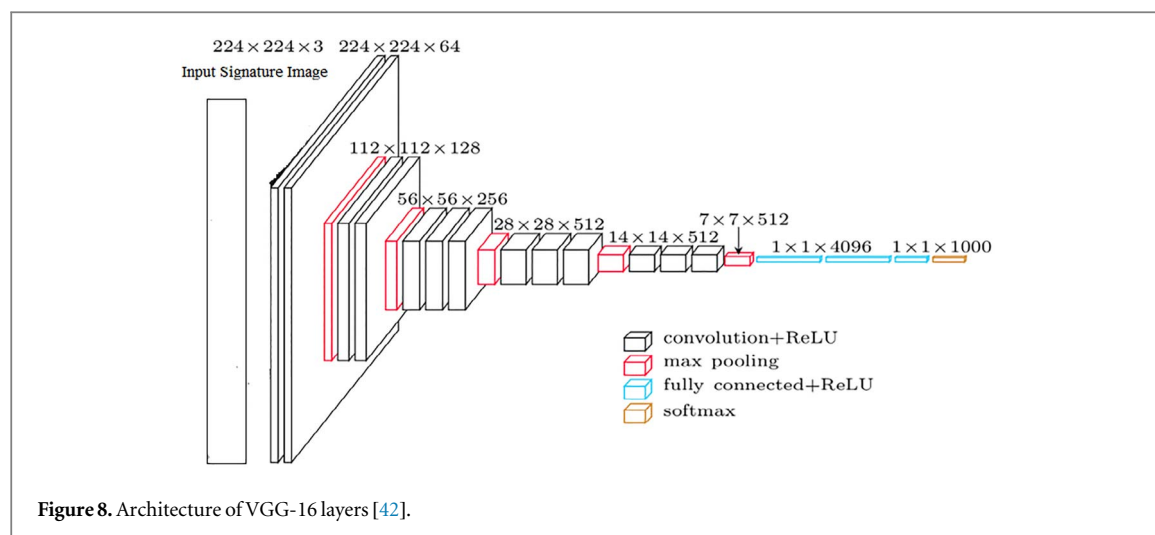 224×224×3 224×224×64
Input Signature Image
112×112×128
56×56×256
28×28×512
14×14×512
7×7×512
1×1×4096 1×1×1000
convolution+ReLU
max pooling
fully connected+ReLU
softmax
Figure 8. Architecture of VGG-16 layers [42].